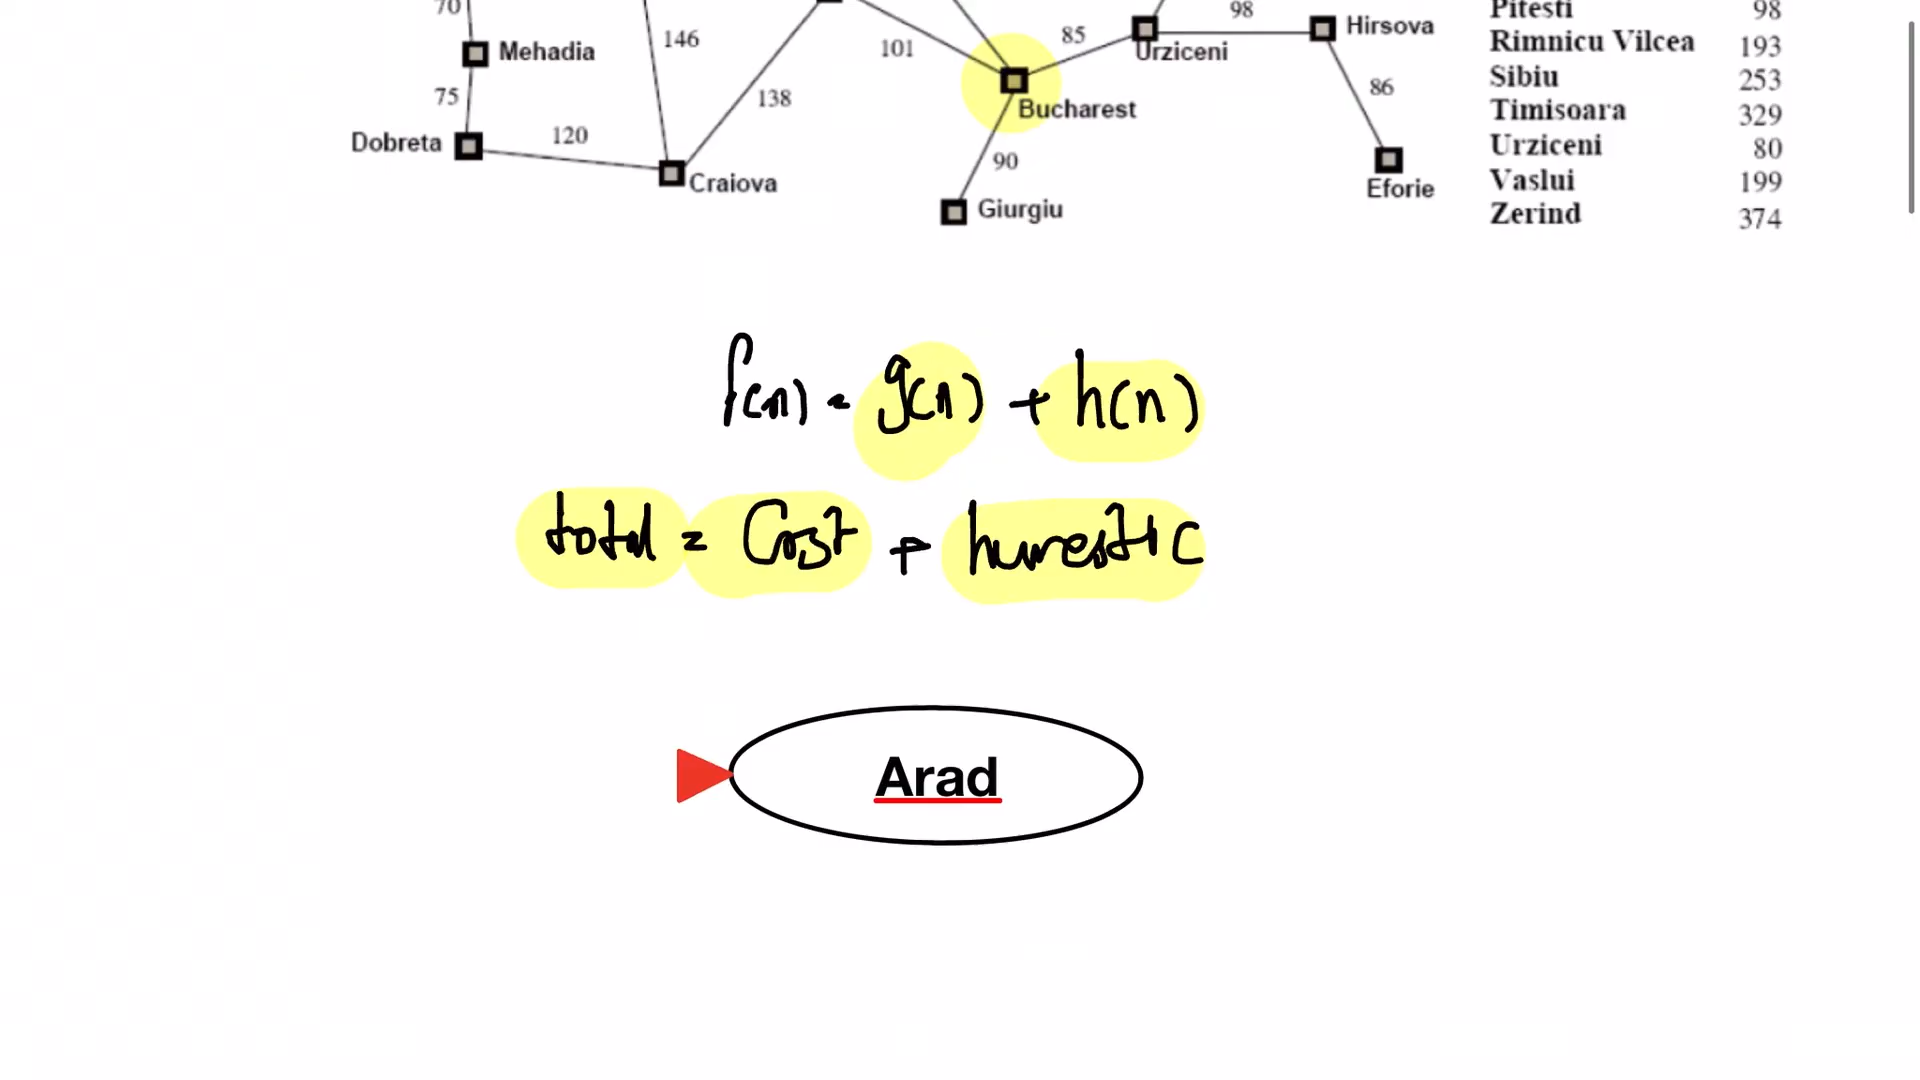 70
Mehadia
75
Dobreta
120
146
138
Craiova
101
85
Bucharest
90
Giurgiu
Urziceni
98
Hirsova
86
Eforie
Pitesti 98
Rimnicu Vilcea 193
Sibiu 253
Timisoara 329
Urziceni 80
Vaslui 199
Zerind 374
f(n) = g(n) + h(n)
total = Cost + hurestic
Arad